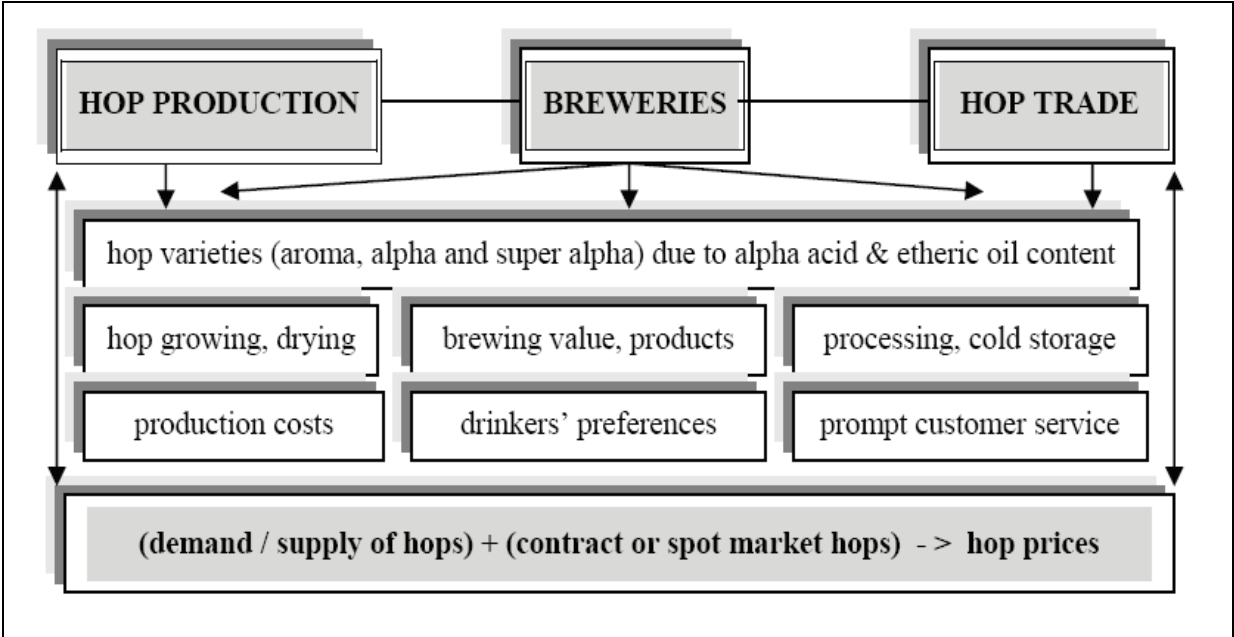 HOP PRODUCTION
BREWERIES
HOP TRADE
hop varieties (aroma, alpha and super alpha) due to alpha acid & etheric oil content
hop growing, drying
brewing value, products
processing, cold storage
production costs
drinkers’ preferences
prompt customer service
(demand / supply of hops) + (contract or spot market hops) - > hop prices